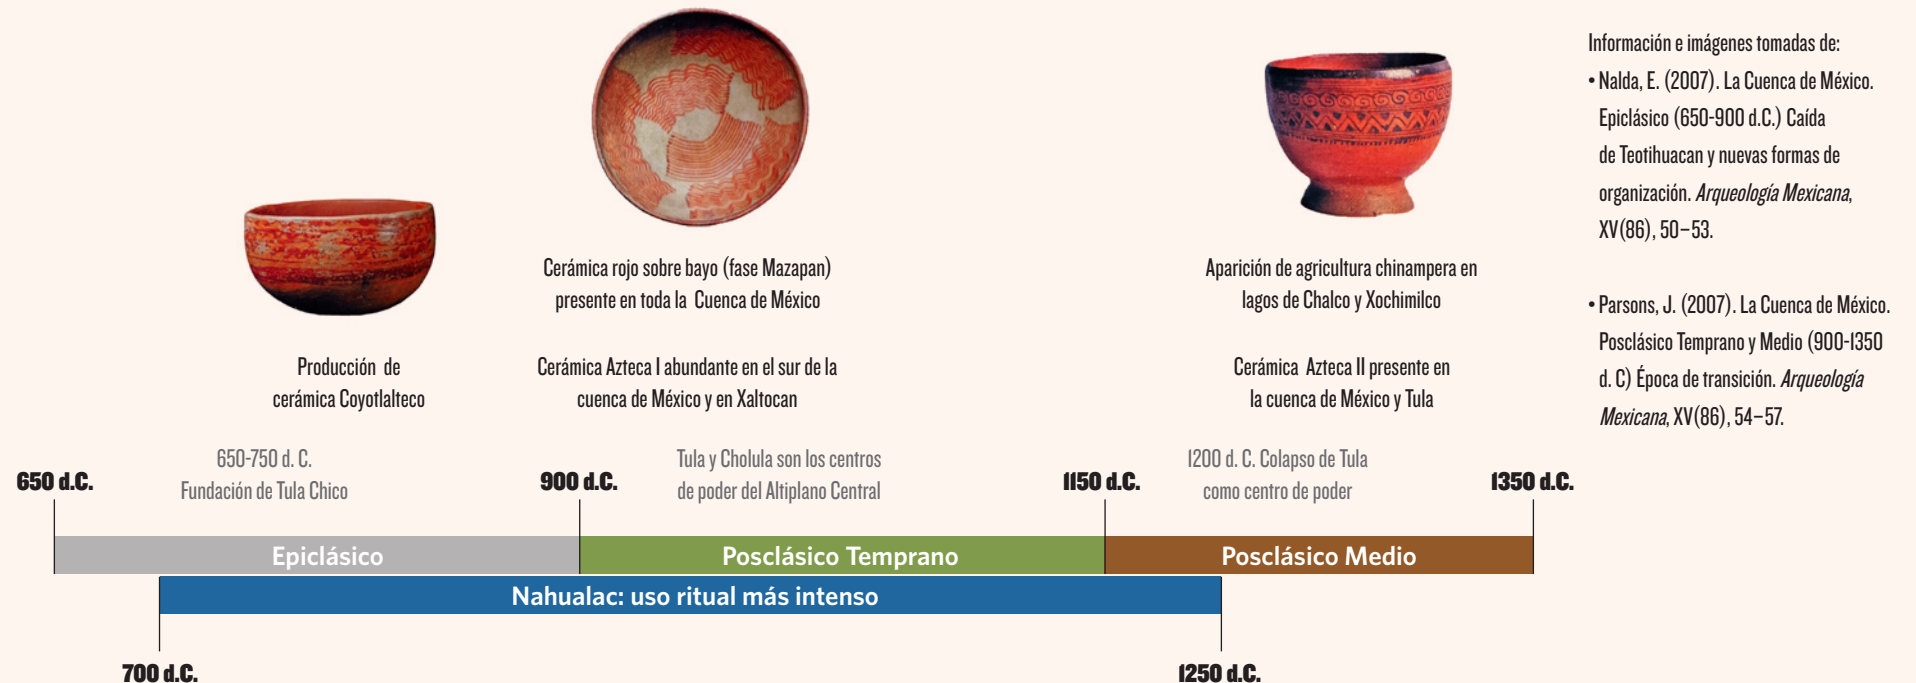 Información e imágenes tomadas de:
• Nalda, E. (2007). La Cuenca de México.
Epiclásico (650-900 d.C.) Caída
de Teotihuacan y nuevas formas de
organización. Arqueología Mexicana,
XV(86), 50–53.
• Parsons, J. (2007). La Cuenca de México.
Posclásico Temprano y Medio (900-1350
d. C) Época de transición. Arqueología
Mexicana, XV(86), 54–57.
Producción de
cerámica Coyotlalteco
Cerámica rojo sobre bayo (fase Mazapan)
presente en toda la Cuenca de México
Cerámica Azteca I abundante en el sur de la
cuenca de México y en Xaltocan
Aparición de agricultura chinampera en
lagos de Chalco y Xochimilco
Cerámica Azteca II presente en
la cuenca de México y Tula
650 d.C.
650-750 d. C.
Fundación de Tula Chico
900 d.C.
Tula y Cholula son los centros
de poder del Altiplano Central
1150 d.C.
1200 d. C. Colapso de Tula
como centro de poder
1350 d.C.
Epiclásico
Posclásico Temprano
Posclásico Medio
Nahualac: uso ritual más intenso
700 d.C.
1250 d.C.